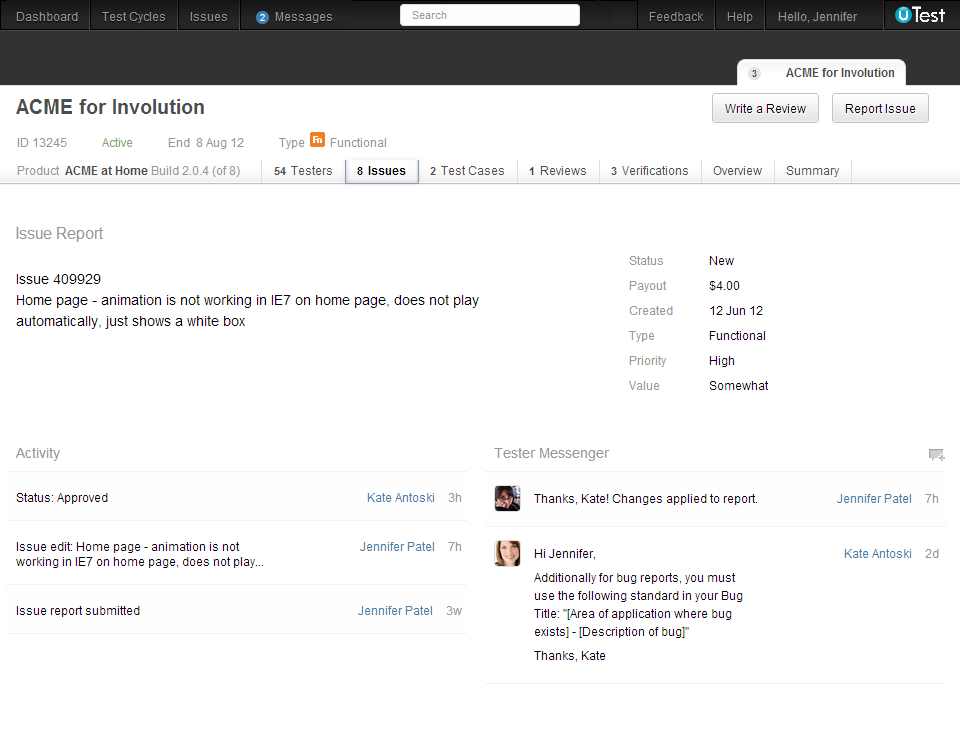 Dashboard Test Cycles Issues 2 Messages Search Feedback Help Hello, Jennifer uTest
3 ACME for Involution
ACME for Involution Write a Review Report Issue
ID 13245 Active End 8 Aug 12 Type Fn Functional
Product ACME at Home Build 2.0.4 (of 8) 54 Testers 8 Issues 2 Test Cases 1 Reviews 3 Verifications Overview Summary
Issue Report
Issue 409929
Home page - animation is not working in IE7 on home page, does not play
automatically, just shows a white box
Status New
Payout $4.00
Created 12 Jun 12
Type Functional
Priority High
Value Somewhat
Activity
Status: Approved Kate Antoski 3h
Issue edit: Home page - animation is not Jennifer Patel 7h
working in IE7 on home page, does not play...
Issue report submitted Jennifer Patel 3w
Tester Messenger
Thanks, Kate! Changes applied to report. Jennifer Patel 7h
Hi Jennifer, Kate Antoski 2d
Additionally for bug reports, you must
use the following standard in your Bug
Title: "[Area of application where bug
exists] - [Description of bug]"
Thanks, Kate